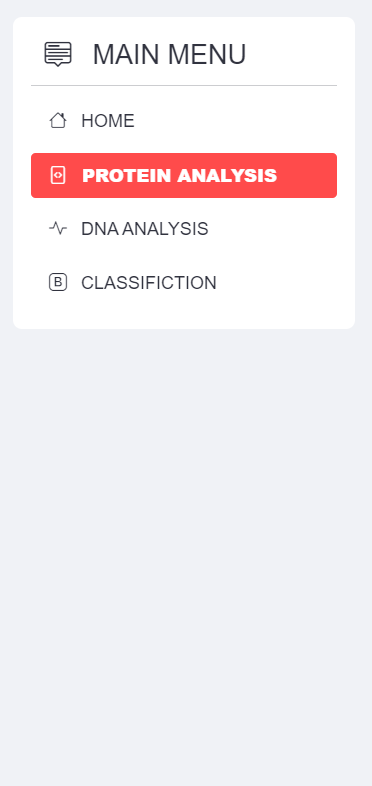 MAIN MENU
HOME
PROTEIN ANALYSIS
DNA ANALYSIS
B CLASSIFICTION